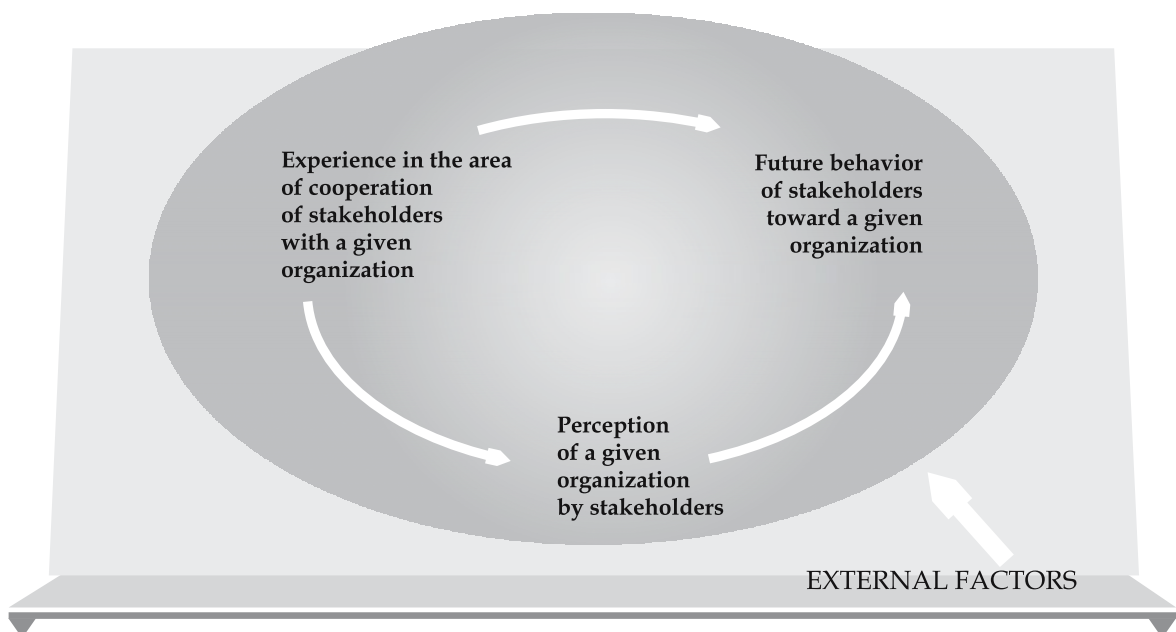 Experience in the area
of cooperation
of stakeholders
with a given
organization
Future behavior
of stakeholders
toward a given
organization
Perception
of a given
organization
by stakeholders
EXTERNAL FACTORS